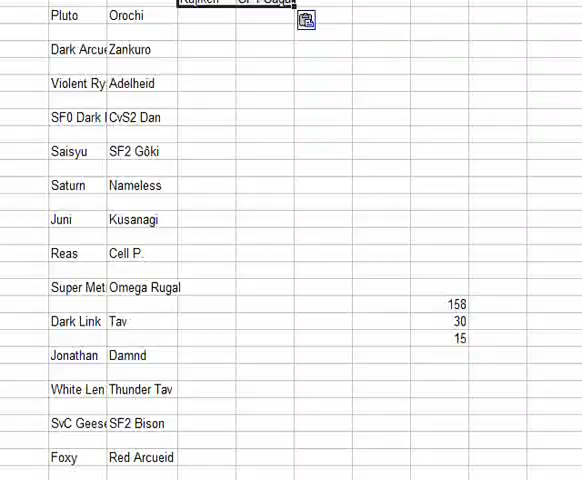 Pluto Orochi
Dark Arcue Zankuro
Violent Ry Adelheid
SF0 Dark CvS2 Dan
Saisyu SF2 Gôki
Saturn Nameless
Juni Kusanagi
Reas Cell P.
Super Met Omega Rugal
158
Dark Link Tav 30
15
Jonathan Damnd
White Len Thunder Tav
SvC Geese SF2 Bison
Foxy Red Arcueid